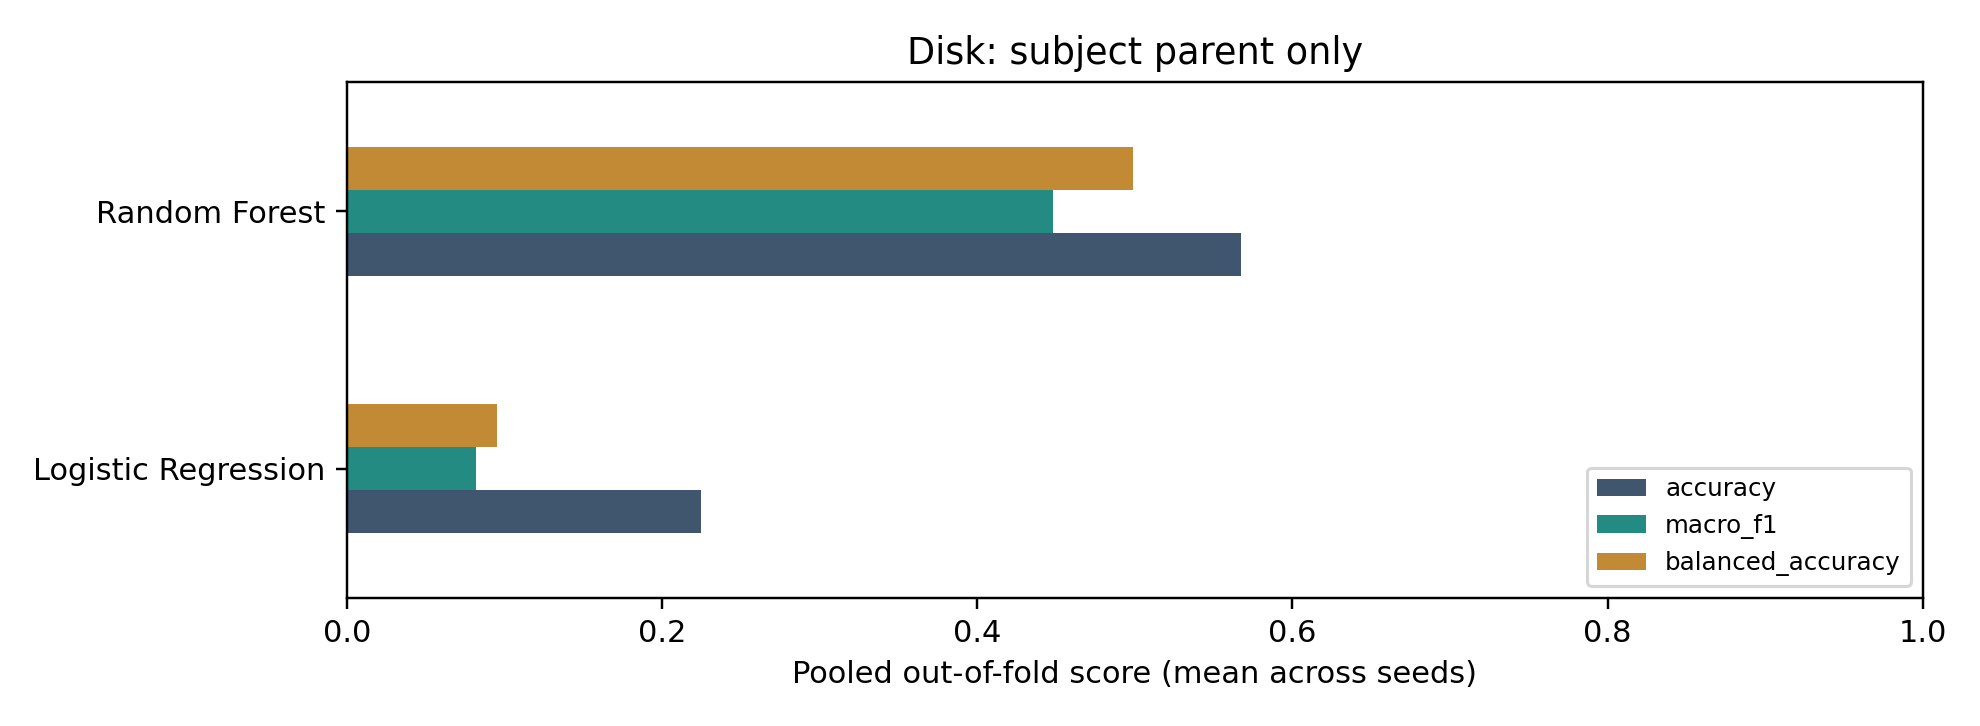 Disk: subject parent only
Random Forest
Logistic Regression
accuracy
macro_f1
balanced_accuracy
0.0 0.2 0.4 0.6 0.8 1.0
Pooled out-of-fold score (mean across seeds)